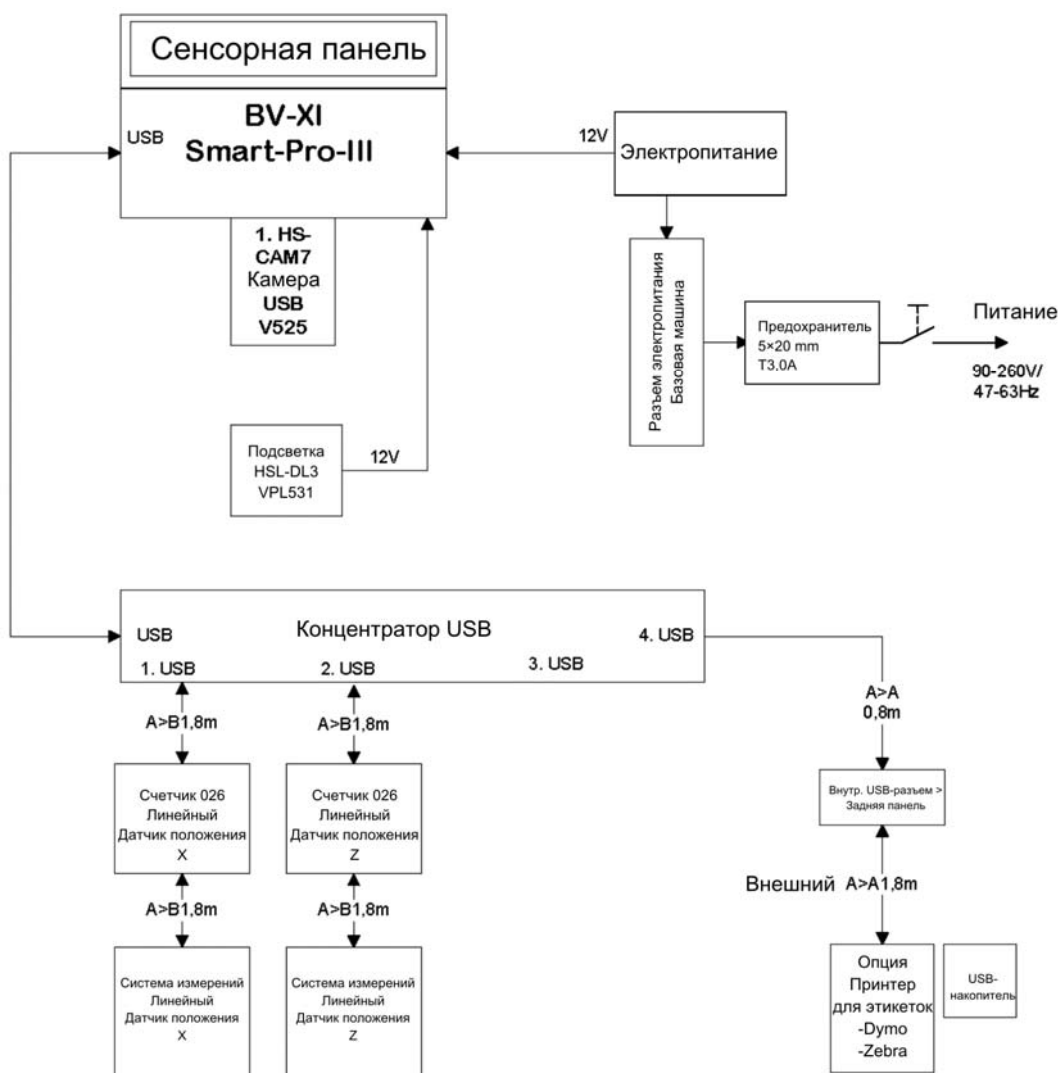 Сенсорная панель
BV-XI
Smart-Pro-III
USB
12V
Электропитание
1. HS-
CAM7
Камера
USB
V525
Разъем электропитания
Базовая машина
Предохранитель
5×20 mm
T3.0A
Питание
90-260V/
47-63Hz
Подсветка
HSL-DL3
VPL531
12V
Концентратор USB
USB
1. USB
2. USB
3. USB
4. USB
A>B1,8m
A>B1,8m
A>A
0,8m
Счетчик 026
Линейный
Датчик положения
X
Счетчик 026
Линейный
Датчик положения
Z
Внутр. USB-разъем >
Задняя панель
A>B1,8m
A>B1,8m
Внешний
A>A1,8m
Система измерений
Линейный
Датчик положения
X
Система измерений
Линейный
Датчик положения
Z
Опция
Принтер
для этикеток
-Dymo
-Zebra
USB-
накопитель